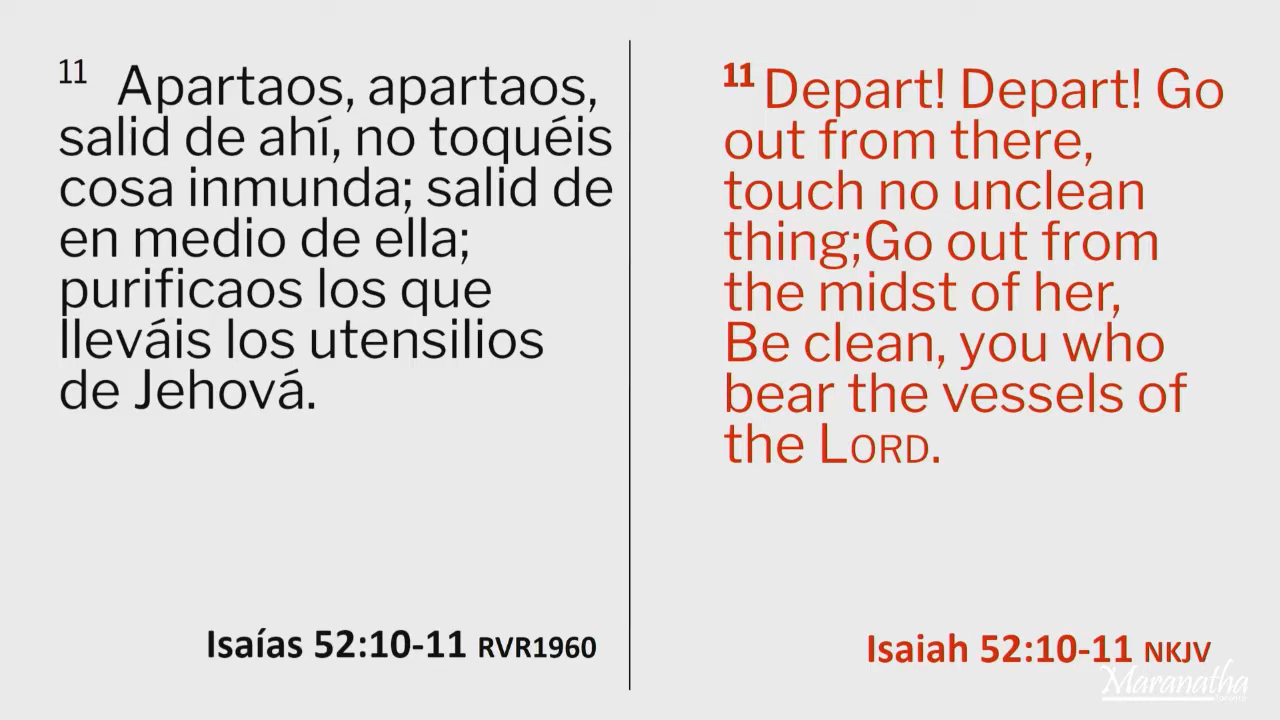 11 Apartaos, apartaos,
salid de ahí, no toquéis
cosa inmunda; salid de
en medio de ella;
purificaos los que
lleváis los utensilios
de Jehová.
Isaías 52:10-11 RVR1960
11 Depart! Depart! Go
out from there,
touch no unclean
thing;Go out from
the midst of her,
Be clean, you who
bear the vessels of
the LORD.
Isaiah 52:10-11 NKJV
Maranatha